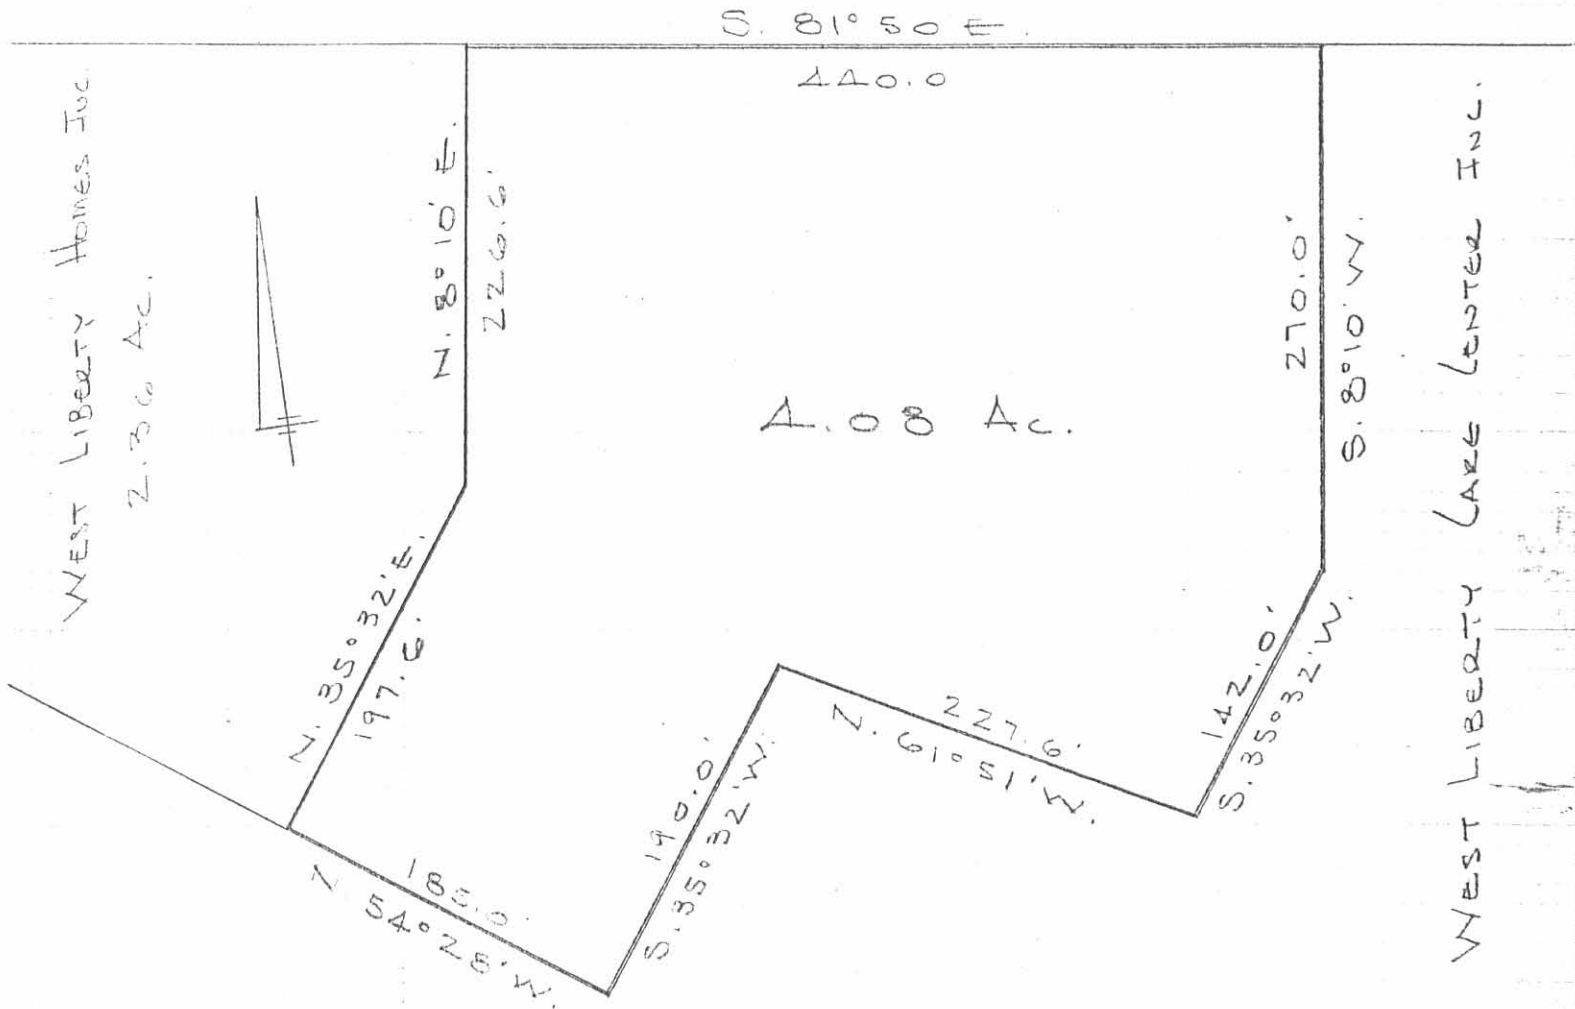 S. 81° 50 E.
440.0
WEST LIBERTY HOMES INC.
2.36 AC.
N. 8° 10' E.
226.6'
270.0'
S. 8° 10' W.
4.08 AC.
WEST LIBERTY CARE CENTER INC.
N. 35° 32' E.
197.6'
142.0'
S. 35° 32' W.
227.6'
N. 61° 51' W.
190.0'
S. 35° 32' W.
185.0'
N 54° 28' W.